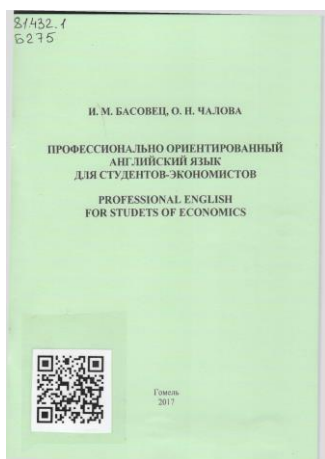 81432.1
Б275
И. М. БАСОВЕЦ, О. Н. ЧАЛОВА
ПРОФЕССИОНАЛЬНО ОРИЕНТИРОВАННЫЙ
АНГЛИЙСКИЙ ЯЗЫК
ДЛЯ СТУДЕНТОВ-ЭКОНОМИСТОВ
PROFESSIONAL ENGLISH
FOR STUDETS OF ECONOMICS
Гомель
2017